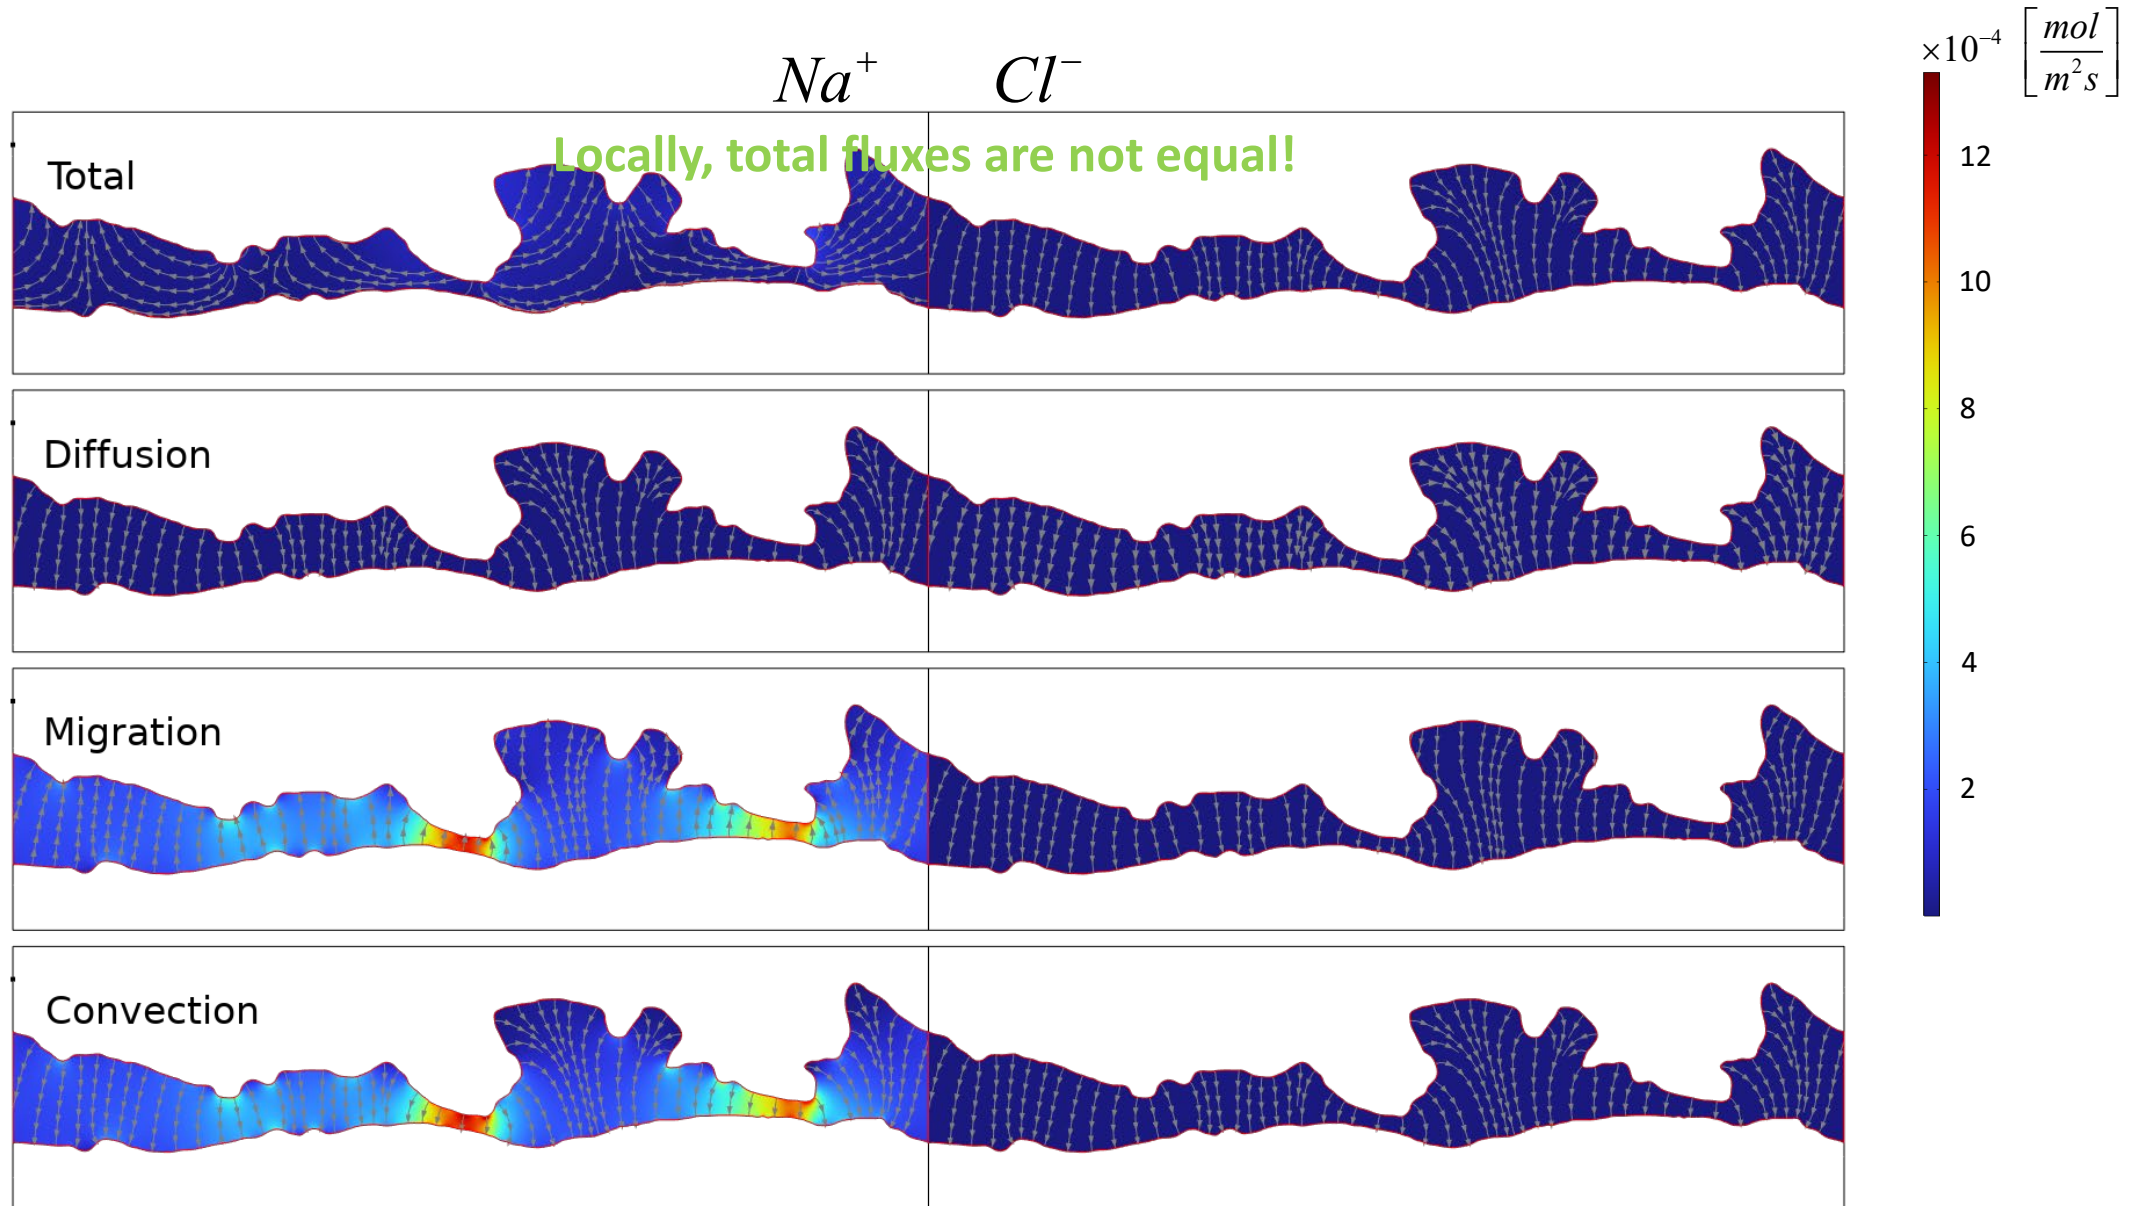 ×10⁻⁴ [mol/m²s]
Na⁺ Cl⁻
Locally, total fluxes are not equal!
Total
Diffusion
Migration
Convection
12
10
8
6
4
2